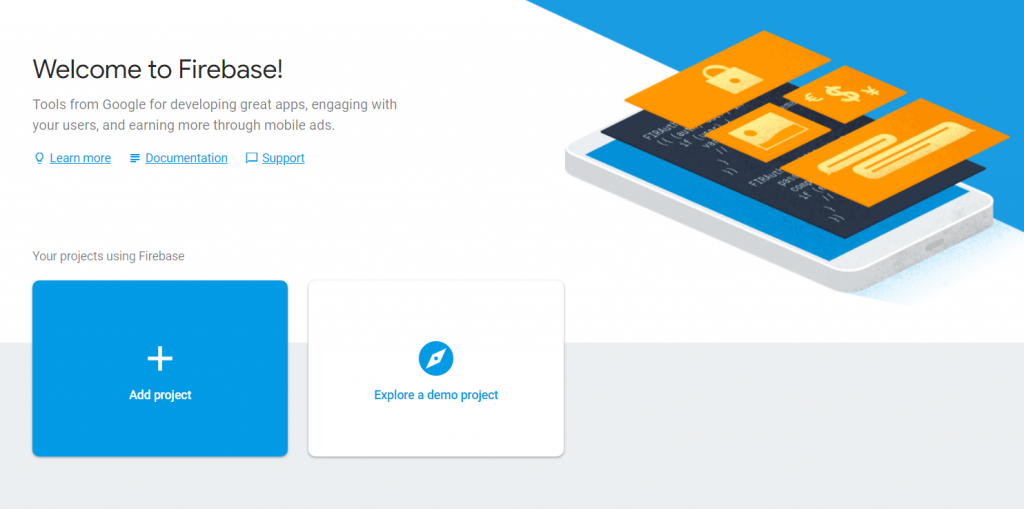 Welcome to Firebase!
Tools from Google for developing great apps, engaging with
your users, and earning more through mobile ads.
Learn more Documentation Support
Your projects using Firebase
Add project
Explore a demo project